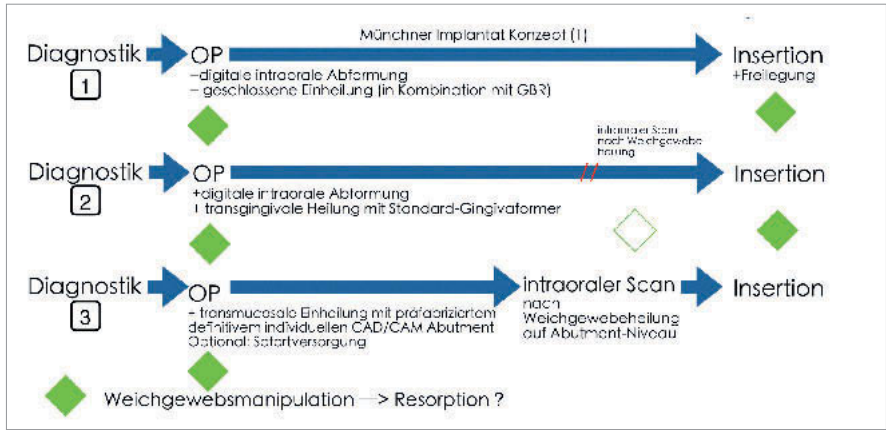 Münchner Implantat Konzept (1)
Diagnostik
1
OP
+digitale intraorale Abformung
+ geschlossene Einheilung (in Kombination mit GBR)
Insertion
+Freilegung
intraoraler Scan
nach Weichgewebe
heilung
Diagnostik
2
OP
+digitale intraorale Abformung
+ transgingivale Heilung mit Standard-Gingivaformer
Insertion
Diagnostik
3
OP
+ transmucosale Einheilung mit präfabriziertem
definitivem individuellen CAD/CAM Abutment
Optional: Sofortversorgung
intraoraler Scan
nach
Weichgewebeheilung
auf Abutment-Niveau
Insertion
Weichgewebsmanipulation —> Resorption ?